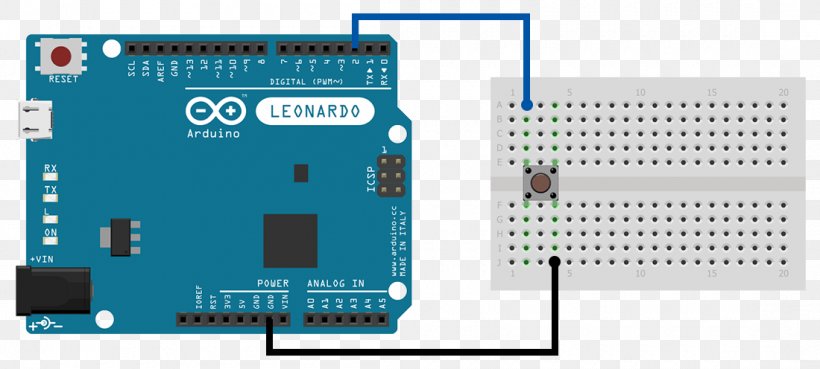 RESET
SCL
SDA
AREF
GND
~13
12
~11
~10
~9
8
7
~6
~5
~4
~3
2
TX▶1
RX◀0
DIGITAL (PWM~)
™
LEONARDO
Arduino
1
ICSP
RX
TX
L
ON
+VIN
www.arduino.cc
MADE IN ITALY
POWER
ANALOG IN
IOREF
RST
3V3
5V
GND
GND
VIN
A0
A1
A2
A3
A4
A5
+ −
1 5 10 15 20
A
B
C
D
E
F
G
H
I
J
1 5 10 15 20